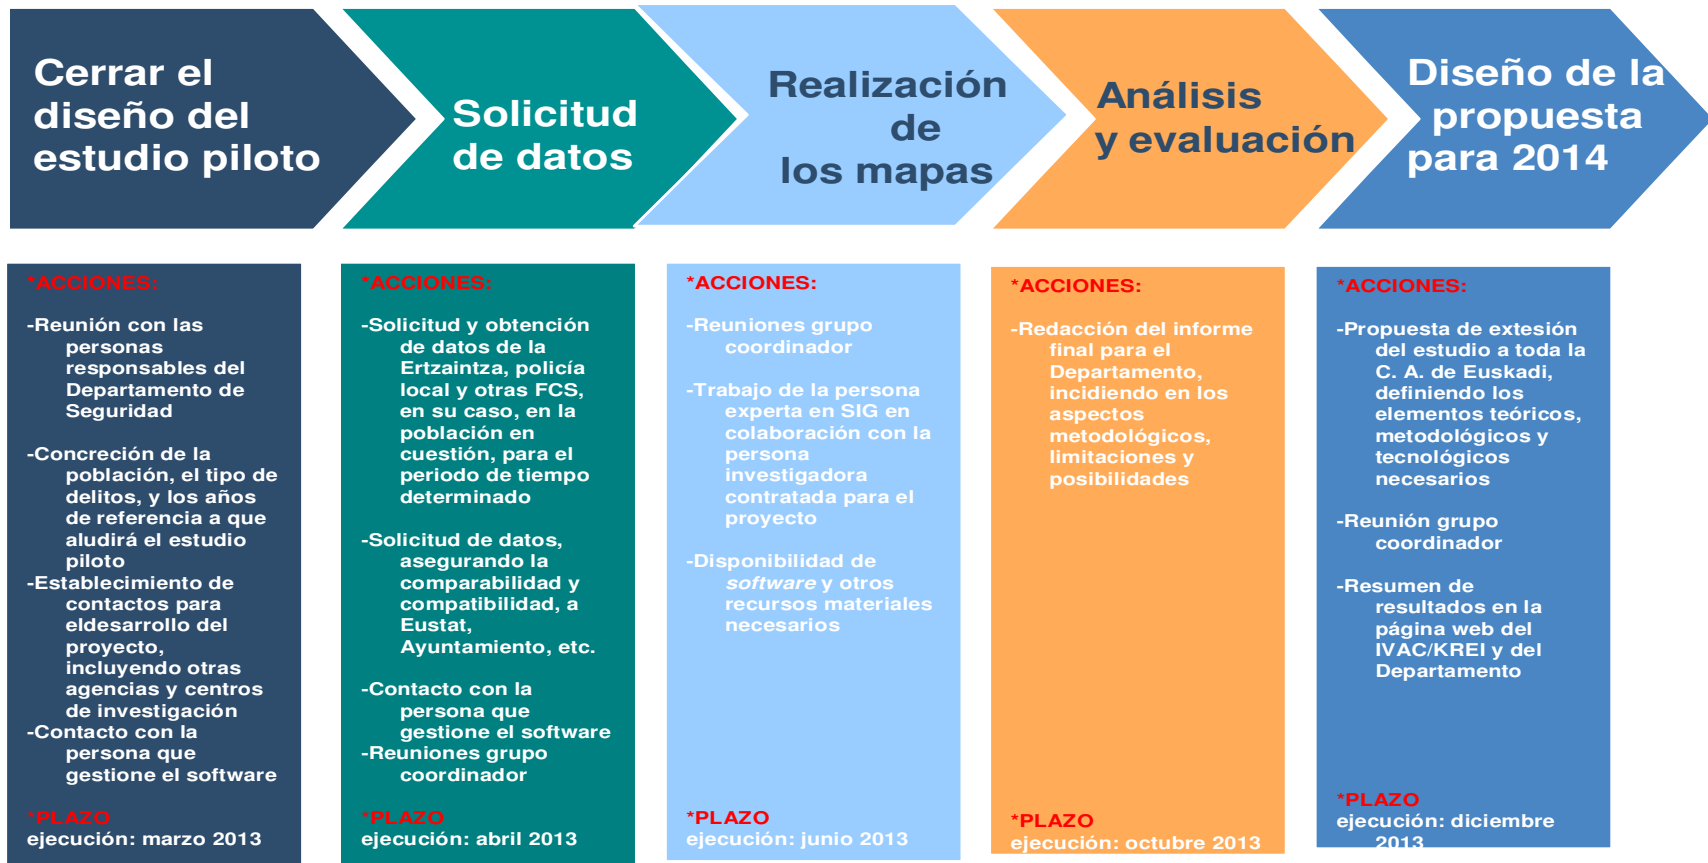 Cerrar el
diseño del
estudio piloto
Solicitud
de datos
Realización
de
los mapas
Análisis
y evaluación
Diseño de la
propuesta
para 2014
*ACCIONES:
-Reunión con las
personas
responsables del
Departamento de
Seguridad
-Concreción de la
población, el tipo de
delitos, y los años
de referencia a que
aludirá el estudio
piloto
-Establecimiento de
contactos para
eldesarrollo del
proyecto,
incluyendo otras
agencias y centros
de investigación
-Contacto con la
persona que
gestione el software
*PLAZO
ejecución: marzo 2013
*ACCIONES:
-Solicitud y obtención
de datos de la
Ertzaintza, policía
local y otras FCS,
en su caso, en la
población en
cuestión, para el
periodo de tiempo
determinado
-Solicitud de datos,
asegurando la
comparabilidad y
compatibilidad, a
Eustat,
Ayuntamiento, etc.
-Contacto con la
persona que
gestione el software
-Reuniones grupo
coordinador
*PLAZO
ejecución: abril 2013
*ACCIONES:
-Reuniones grupo
coordinador
-Trabajo de la persona
experta en SIG en
colaboración con la
persona
investigadora
contratada para el
proyecto
-Disponibilidad de
software y otros
recursos materiales
necesarios
*PLAZO
ejecución: junio 2013
*ACCIONES:
-Redacción del informe
final para el
Departamento,
incidiendo en los
aspectos
metodológicos,
limitaciones y
posibilidades
*PLAZO
ejecución: octubre 2013
*ACCIONES:
-Propuesta de extesión
del estudio a toda la
C. A. de Euskadi,
definiendo los
elementos teóricos,
metodológicos y
tecnológicos
necesarios
-Reunión grupo
coordinador
-Resumen de
resultados en la
página web del
IVAC/KREI y del
Departamento
*PLAZO
ejecución: diciembre
2013